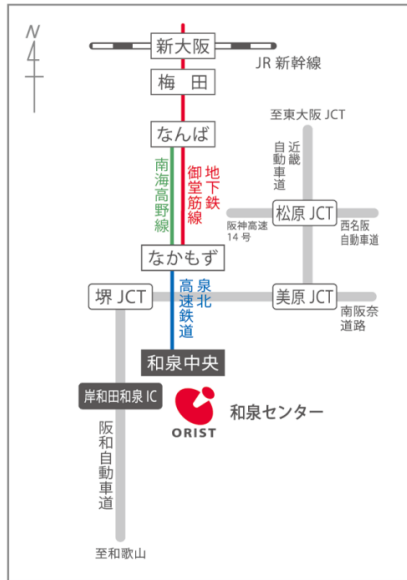 N
新大阪
JR 新幹線
梅 田
至東大阪 JCT
なんば
近畿
自動車道
南海高野線
地下鉄
御堂筋線
松原 JCT
阪神高速
14 号
西名阪
自動車道
なかもず
泉北
高速鉄道
堺 JCT
美原 JCT
南阪奈
道路
和泉中央
岸和田和泉 IC
ORIST
和泉センター
阪和自動車道
至和歌山